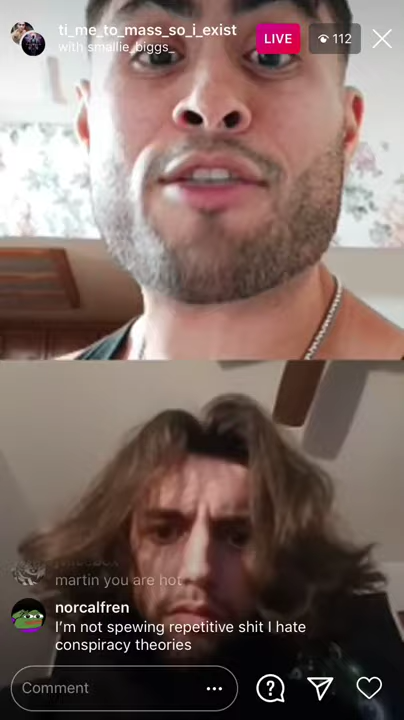 ti_me_to_mass_so_i_exist
LIVE
112
with smallie_biggs_
martin you are hot
norcalfren
I'm not spewing repetitive shit I hate
conspiracy theories
Comment